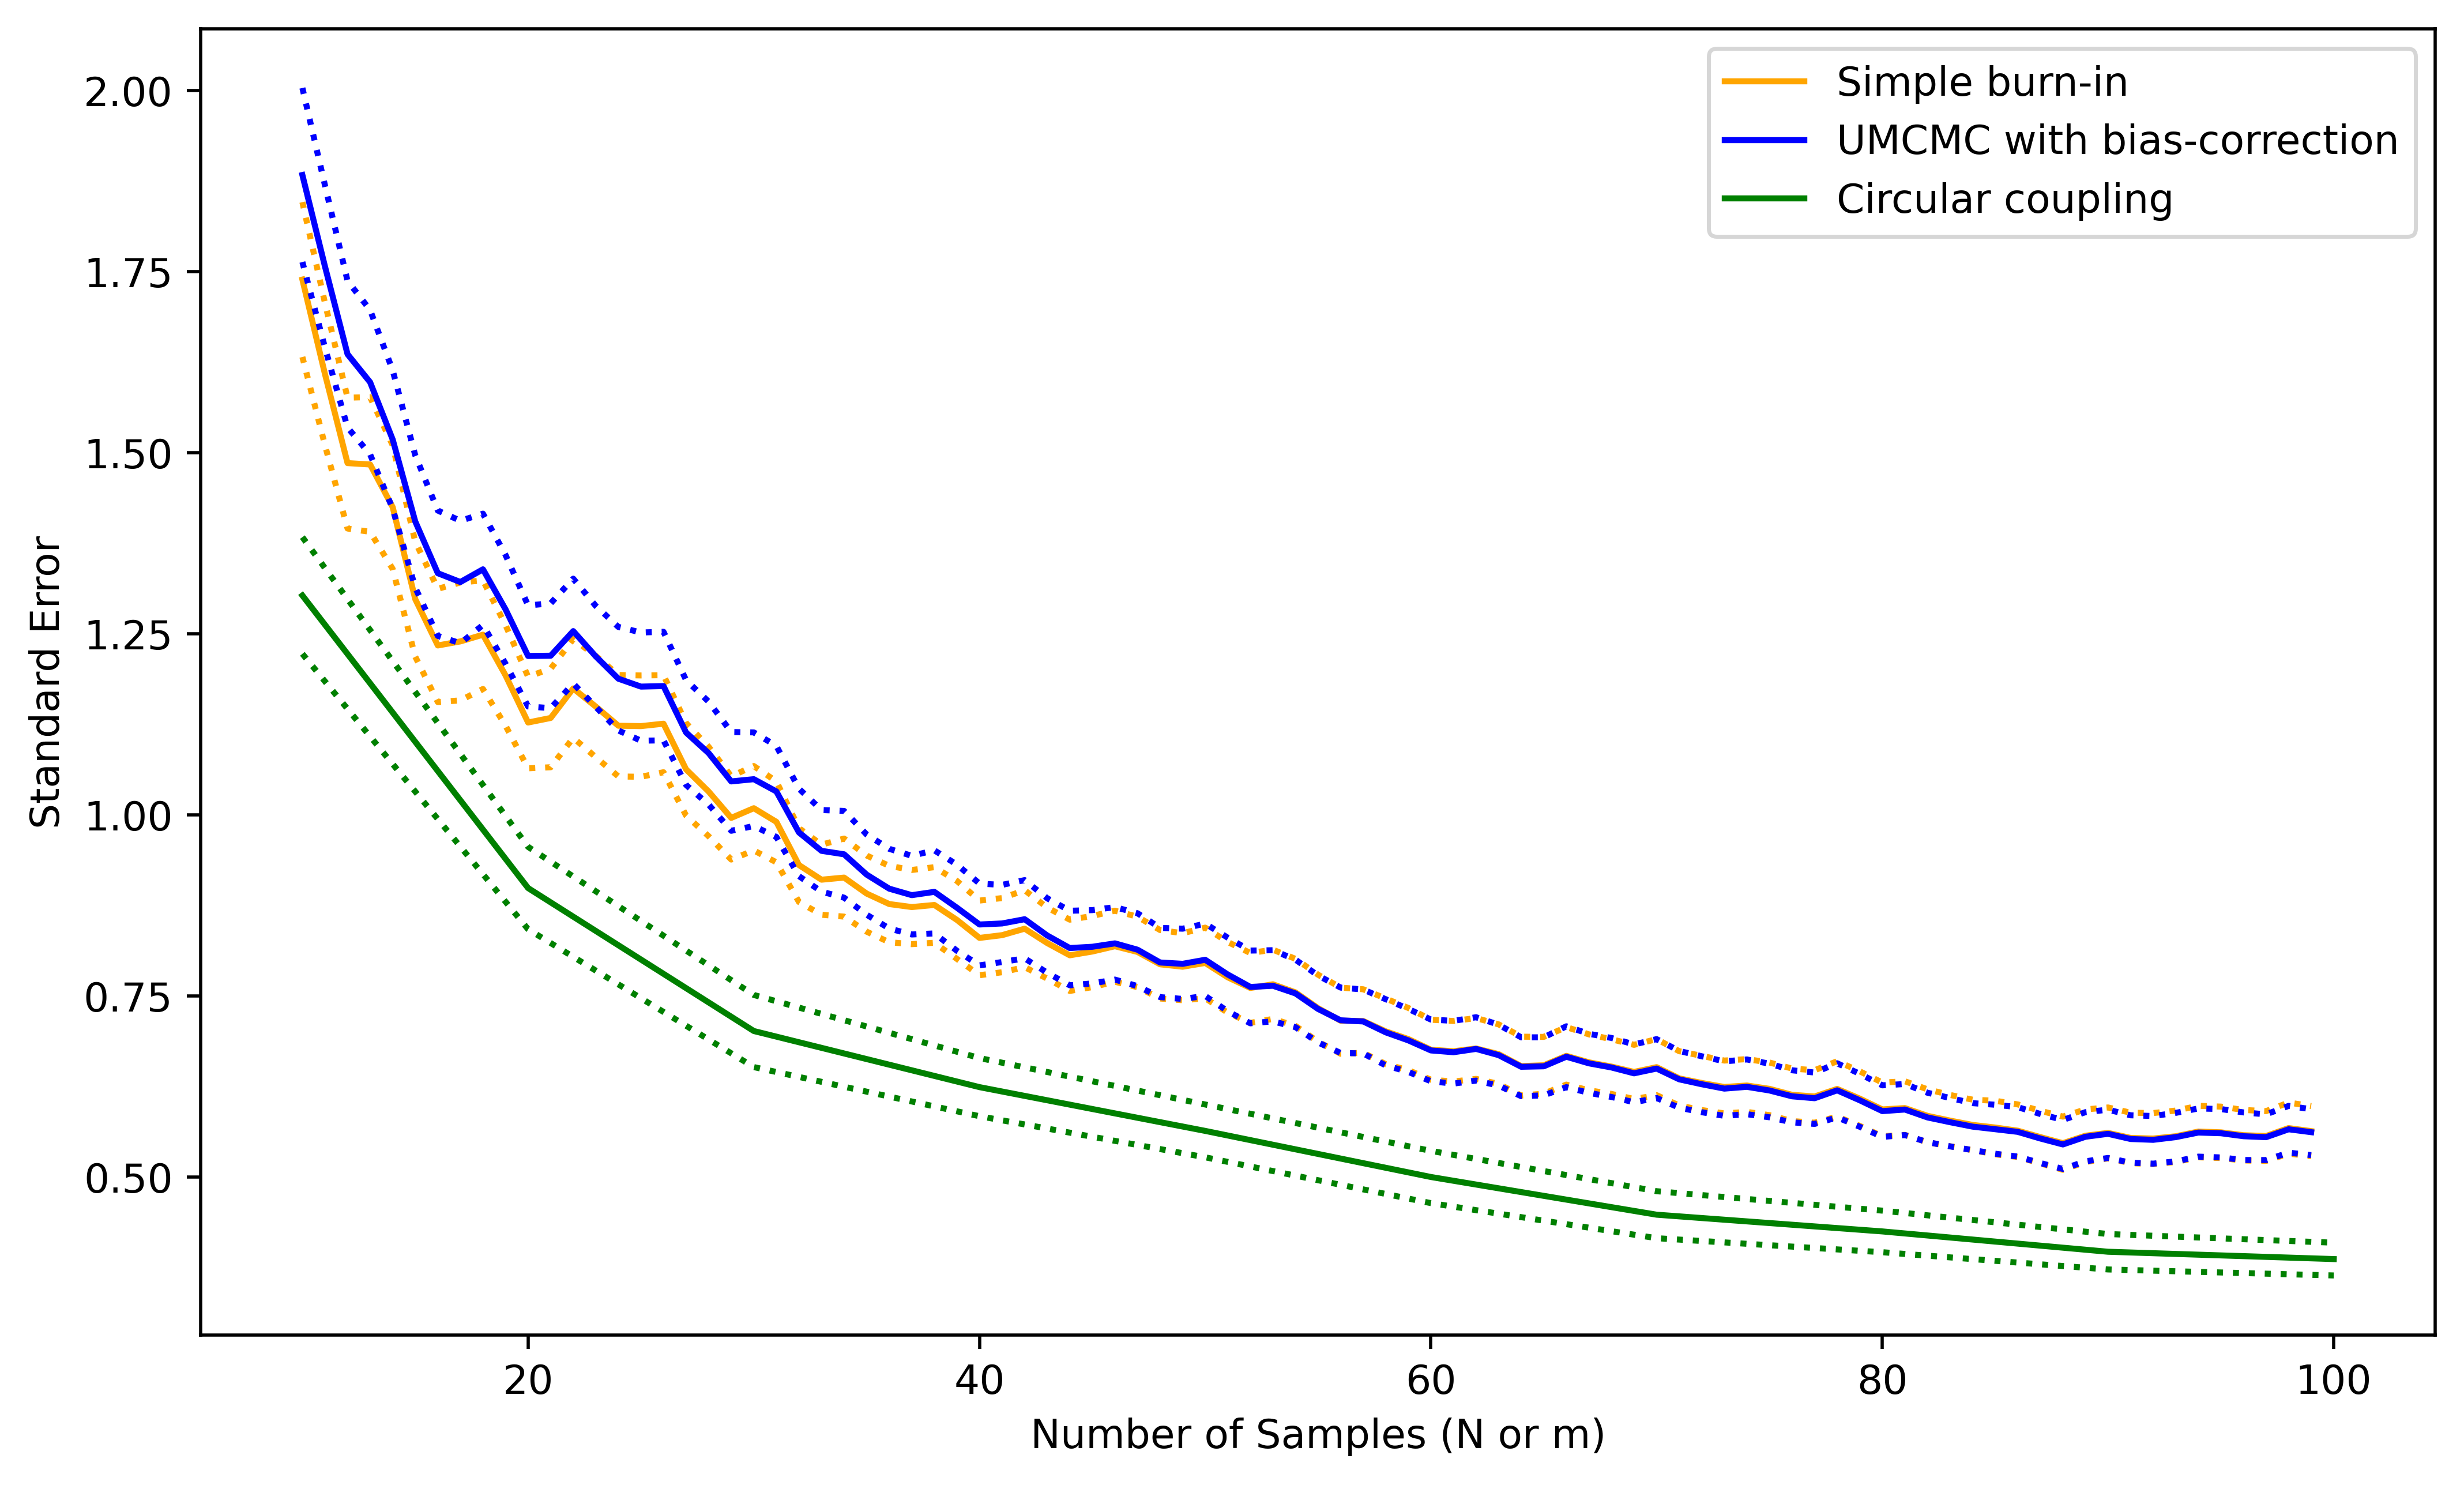 Simple burn-in
UMCMC with bias-correction
Circular coupling
Standard Error
2.00
1.75
1.50
1.25
1.00
0.75
0.50
20
40
60
80
100
Number of Samples (N or m)